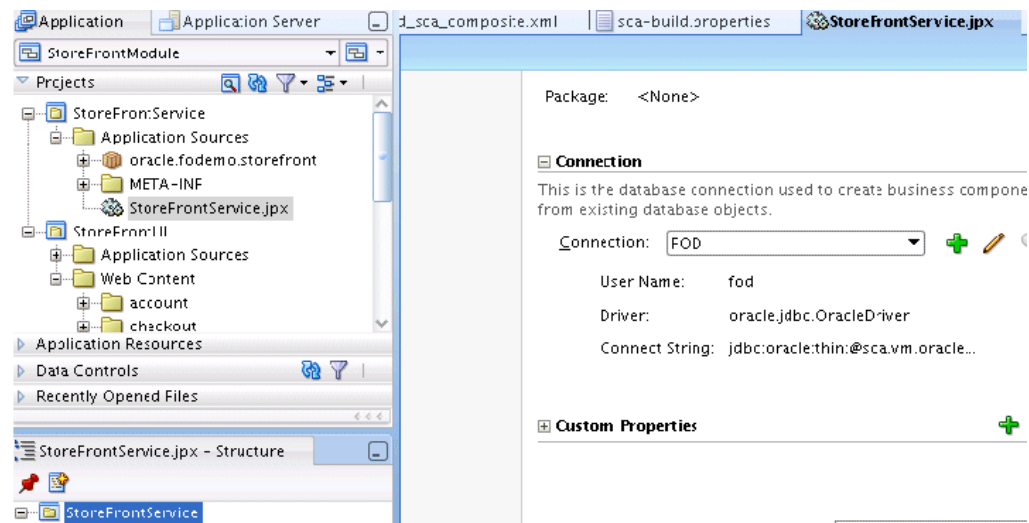 Application
Application Server
d_sca_composite.xml
sca-build.properties
StoreFrontService.jpx
StoreFrontModule
Projects
StoreFrontService
Application Sources
oracle.fodemo.storefront
META-INF
StoreFrontService.jpx
StoreFrontUI
Application Sources
Web Content
account
checkout
Application Resources
Data Controls
Recently Opened Files
StoreFrontService.jpx - Structure
StoreFrontService
Package: <None>
Connection
This is the database connection used to create business compone
from existing database objects.
Connection: FOD
User Name: fod
Driver: oracle.jdbc.OracleDriver
Connect String: jdbc:oracle:thin:@sca.vm.oracle...
Custom Properties